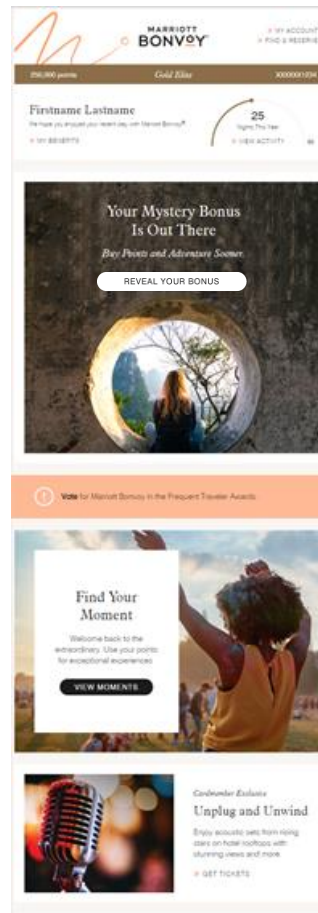 MARRIOTT
BONVOY
MY ACCOUNT
FIND & RESERVE
250,000 points
Gold Elite
XXXXXX1234
Firstname Lastname
We hope you enjoyed your recent stay with Marriott Bonvoy®.
MY BENEFITS
25
Nights This Year
VIEW ACTIVITY
50
Your Mystery Bonus
Is Out There
Buy Points and Adventure Sooner.
REVEAL YOUR BONUS
Vote for Marriott Bonvoy in the Frequent Traveler Awards.
Find Your
Moment
Welcome back to the
extraordinary. Use your points
for exceptional experiences
VIEW MOMENTS
Cardmember Exclusive
Unplug and Unwind
Enjoy acoustic sets from rising
stars on hotel rooftops with
stunning views and more.
GET TICKETS